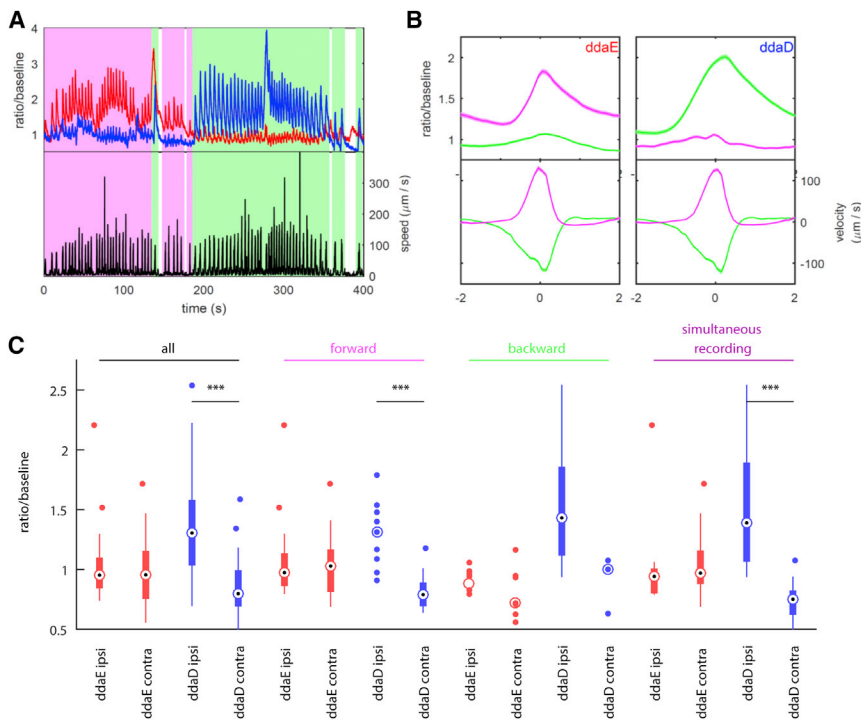 A
4
3
2
1
ratio/baseline
300
200
100
0
speed (μm / s)
0
100
200
300
400
time (s)
B
ddaE
ddaD
2
1.5
1
ratio/baseline
100
0
-100
velocity
(μm / s)
-2
0
2
-2
0
2
C
all
forward
backward
simultaneous
recording
***
***
***
2.5
2
1.5
1
0.5
ratio/baseline
ddaE ipsi
ddaE contra
ddaD ipsi
ddaD contra
ddaE ipsi
ddaE contra
ddaD ipsi
ddaD contra
ddaE ipsi
ddaE contra
ddaD ipsi
ddaD contra
ddaE ipsi
ddaE contra
ddaD ipsi
ddaD contra